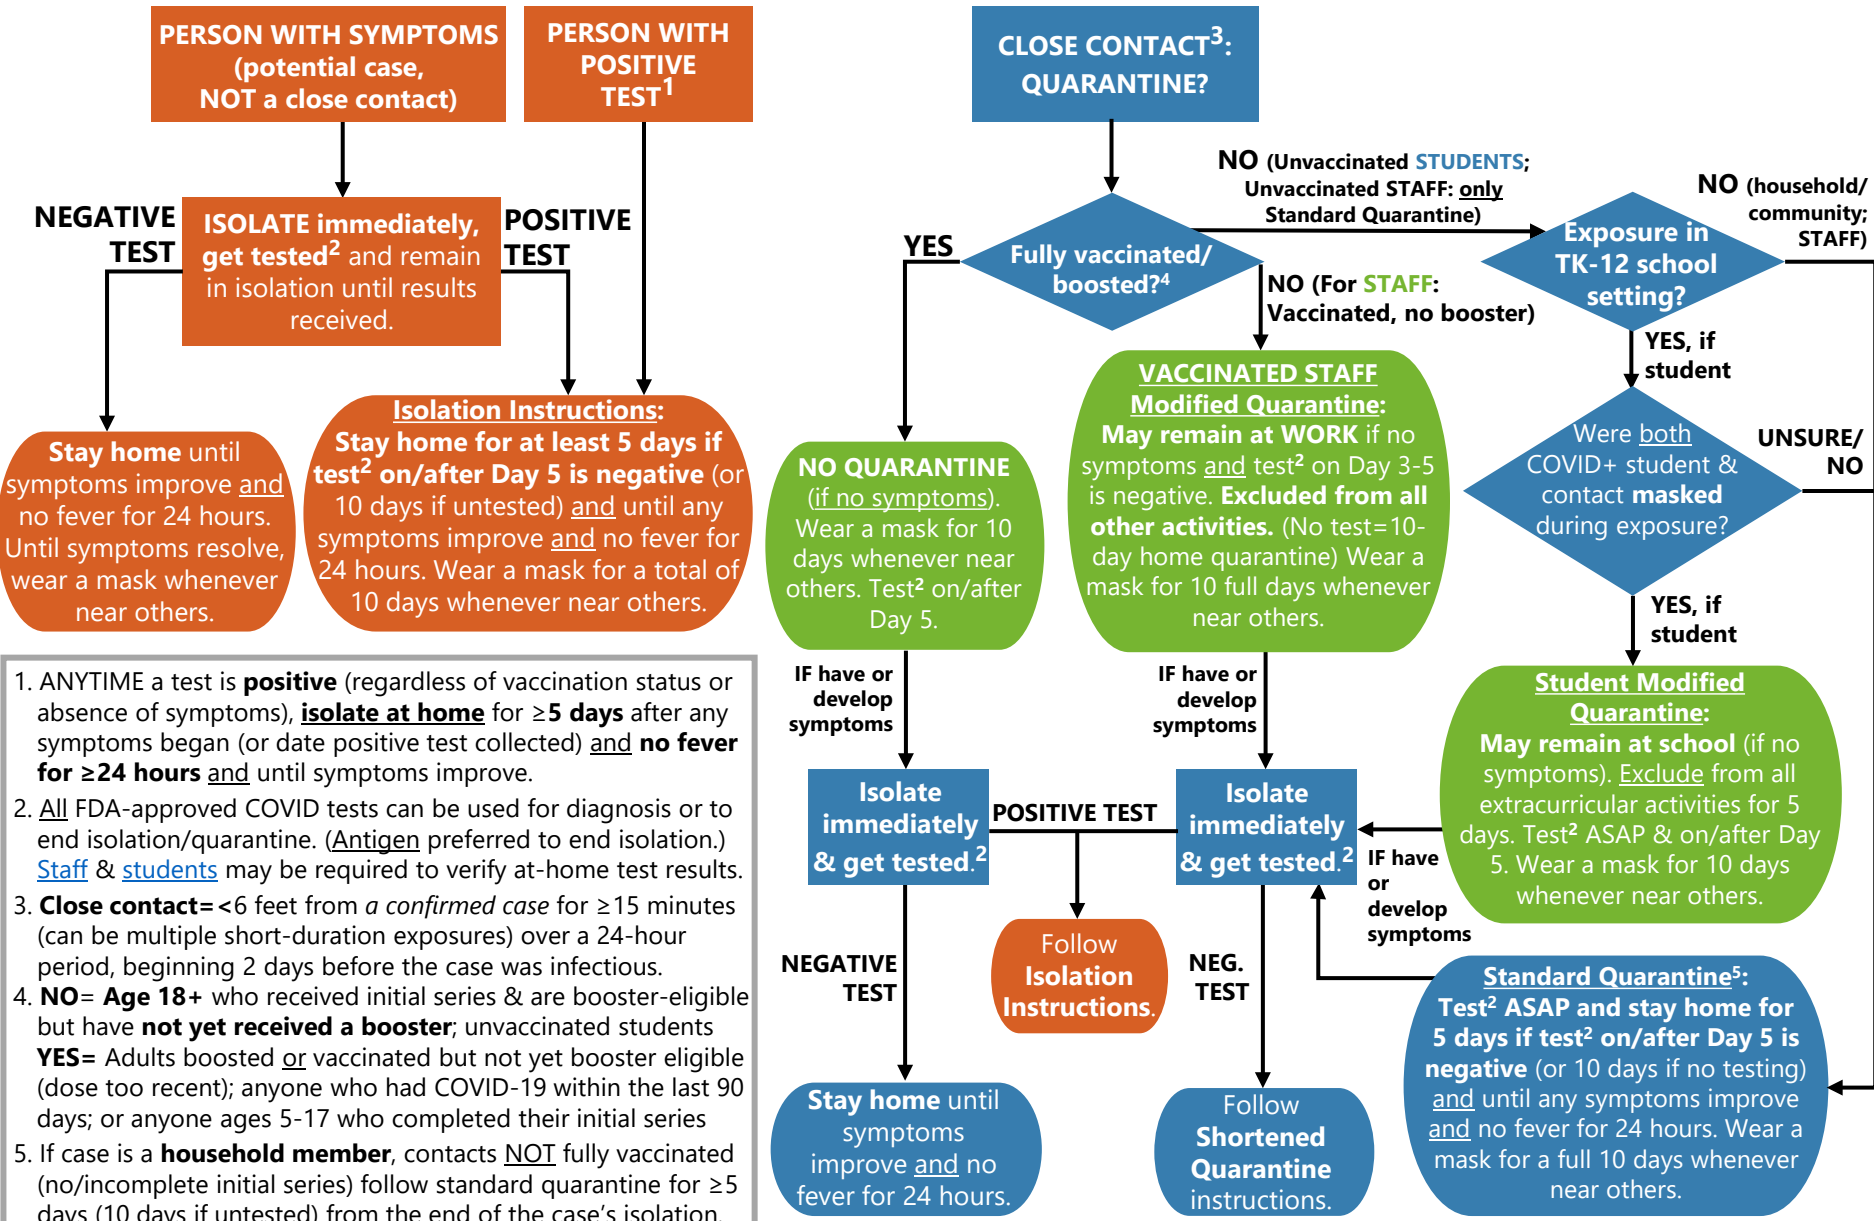 PERSON WITH SYMPTOMS
(potential case,
NOT a close contact)
PERSON WITH
POSITIVE
TEST1
CLOSE CONTACT3:
QUARANTINE?
NEGATIVE
TEST
ISOLATE immediately,
get tested2 and remain
in isolation until results
received.
POSITIVE
TEST
Stay home until
symptoms improve and
no fever for 24 hours.
Until symptoms resolve,
wear a mask whenever
near others.
Isolation Instructions:
Stay home for at least 5 days if
test2 on/after Day 5 is negative (or
10 days if untested) and until any
symptoms improve and no fever for
24 hours. Wear a mask for a total of
10 days whenever near others.
YES
Fully vaccinated/
boosted?4
NO (Unvaccinated STUDENTS;
Unvaccinated STAFF: only
Standard Quarantine)
NO (For STAFF:
Vaccinated, no booster)
Exposure in
TK-12 school
setting?
NO (household/
community;
STAFF)
YES, if
student
Were both
COVID+ student &
contact masked
during exposure?
UNSURE/
NO
YES, if
student
NO QUARANTINE
(if no symptoms).
Wear a mask for 10
days whenever near
others. Test2 on/after
Day 5.
VACCINATED STAFF
Modified Quarantine:
May remain at WORK if no
symptoms and test2 on Day 3-5
is negative. Excluded from all
other activities. (No test=10-
day home quarantine) Wear a
mask for 10 full days whenever
near others.
Student Modified
Quarantine:
May remain at school (if no
symptoms). Exclude from all
extracurricular activities for 5
days. Test2 ASAP & on/after Day
5. Wear a mask for 10 days
whenever near others.
IF have or
develop
symptoms
IF have or
develop
symptoms
IF have
or
develop
symptoms
Isolate
immediately
& get tested.2
POSITIVE TEST
Isolate
immediately
& get tested.2
NEGATIVE
TEST
Follow
Isolation
Instructions.
NEG.
TEST
Stay home until
symptoms
improve and no
fever for 24 hours.
Follow
Shortened
Quarantine
instructions.
Standard Quarantine5:
Test2 ASAP and stay home for
5 days if test2 on/after Day 5 is
negative (or 10 days if no testing)
and until any symptoms improve
and no fever for 24 hours. Wear a
mask for a full 10 days whenever
near others.
1. ANYTIME a test is positive (regardless of vaccination status or
absence of symptoms), isolate at home for ≥5 days after any
symptoms began (or date positive test collected) and no fever
for ≥24 hours and until symptoms improve.
2. All FDA-approved COVID tests can be used for diagnosis or to
end isolation/quarantine. (Antigen preferred to end isolation.)
Staff & students may be required to verify at-home test results.
3. Close contact=<6 feet from a confirmed case for ≥15 minutes
(can be multiple short-duration exposures) over a 24-hour
period, beginning 2 days before the case was infectious.
4. NO= Age 18+ who received initial series & are booster-eligible
but have not yet received a booster; unvaccinated students
YES= Adults boosted or vaccinated but not yet booster eligible
(dose too recent); anyone who had COVID-19 within the last 90
days; or anyone ages 5-17 who completed their initial series
5. If case is a household member, contacts NOT fully vaccinated
(no/incomplete initial series) follow standard quarantine for ≥5
days (10 days if untested) from the end of the case's isolation.